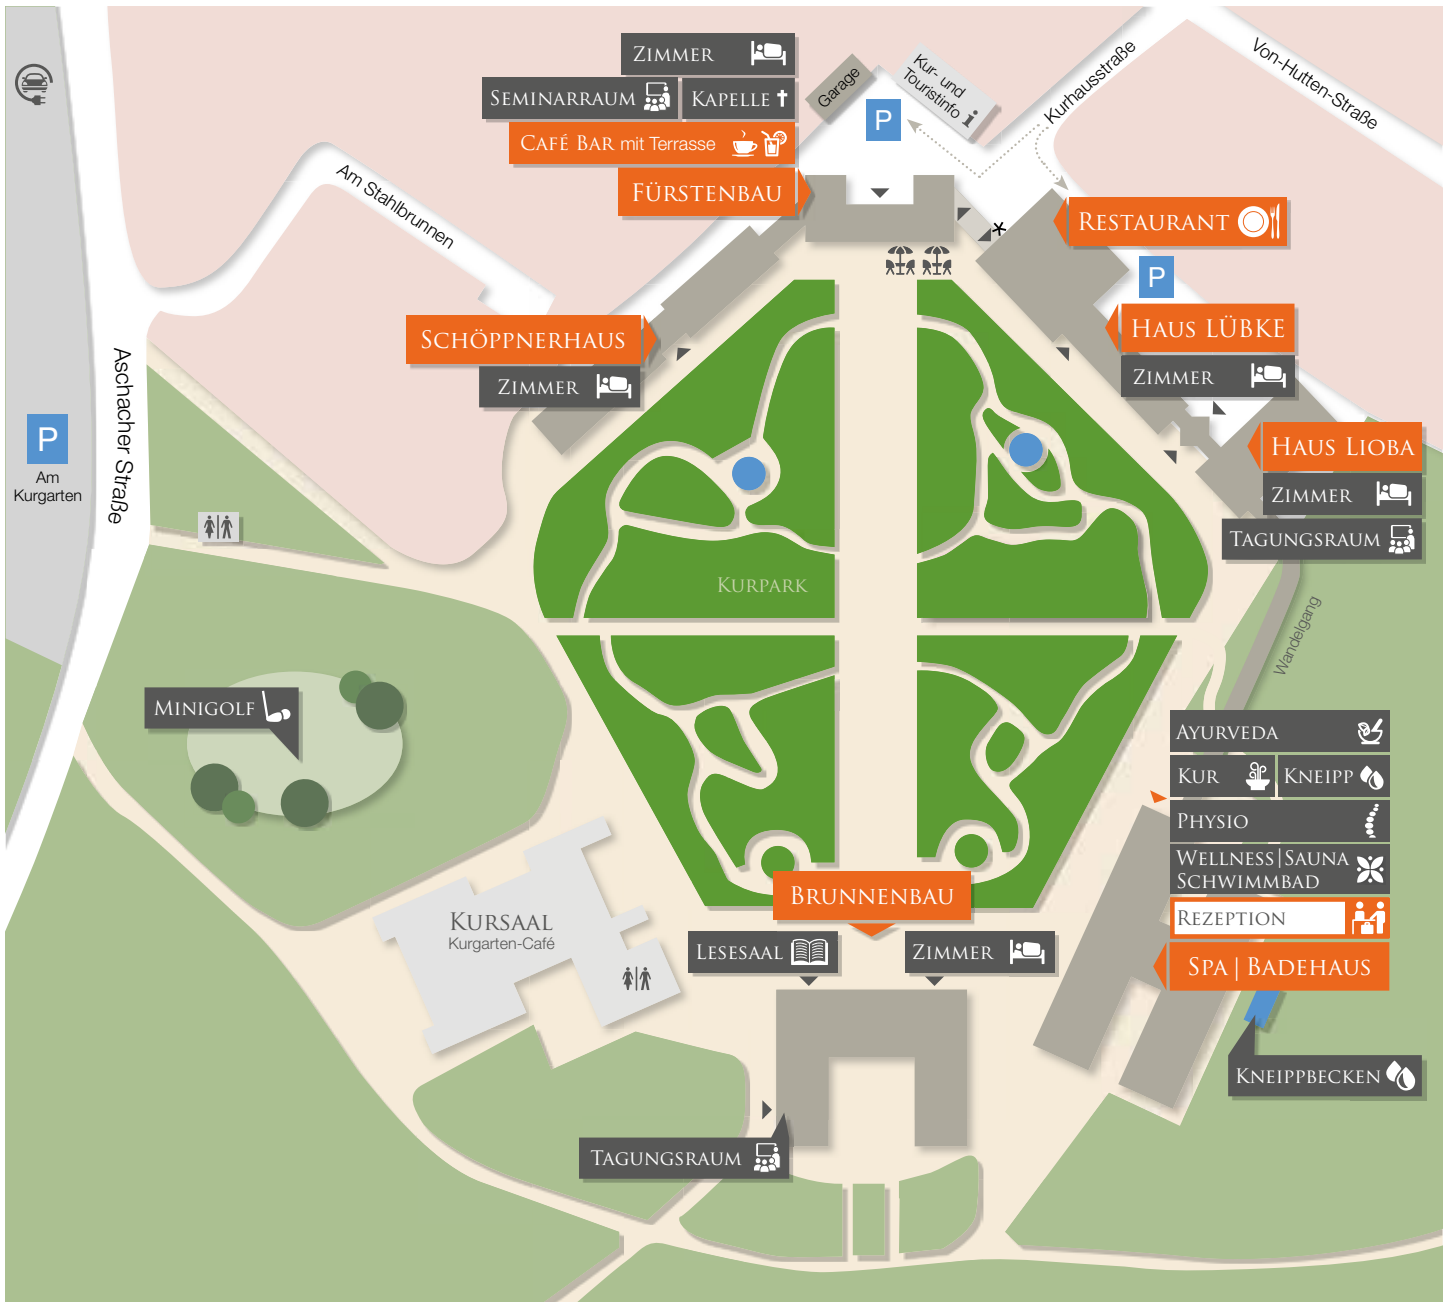 ZIMMER
SEMINARRAUM
KAPELLE
CAFÉ BAR mit Terrasse
FÜRSTENBAU
Garage
Kur- und
Touristinfo
P
Kurhausstraße
Von-Hutten-Straße
RESTAURANT
P
Am Stahlbrunnen
SCHÖPPNERHAUS
ZIMMER
HAUS LÜBKE
ZIMMER
HAUS LIOBA
ZIMMER
TAGUNGSRAUM
Aschacher Straße
P
Am
Kurgarten
KURPARK
Wandelgang
MINIGOLF
AYURVEDA
KUR
KNEIPP
PHYSIO
WELLNESS|SAUNA
SCHWIMMBAD
REZEPTION
SPA | BADEHAUS
KURSAAL
Kurgarten-Café
BRUNNENBAU
LESESAAL
ZIMMER
KNEIPPBECKEN
TAGUNGSRAUM